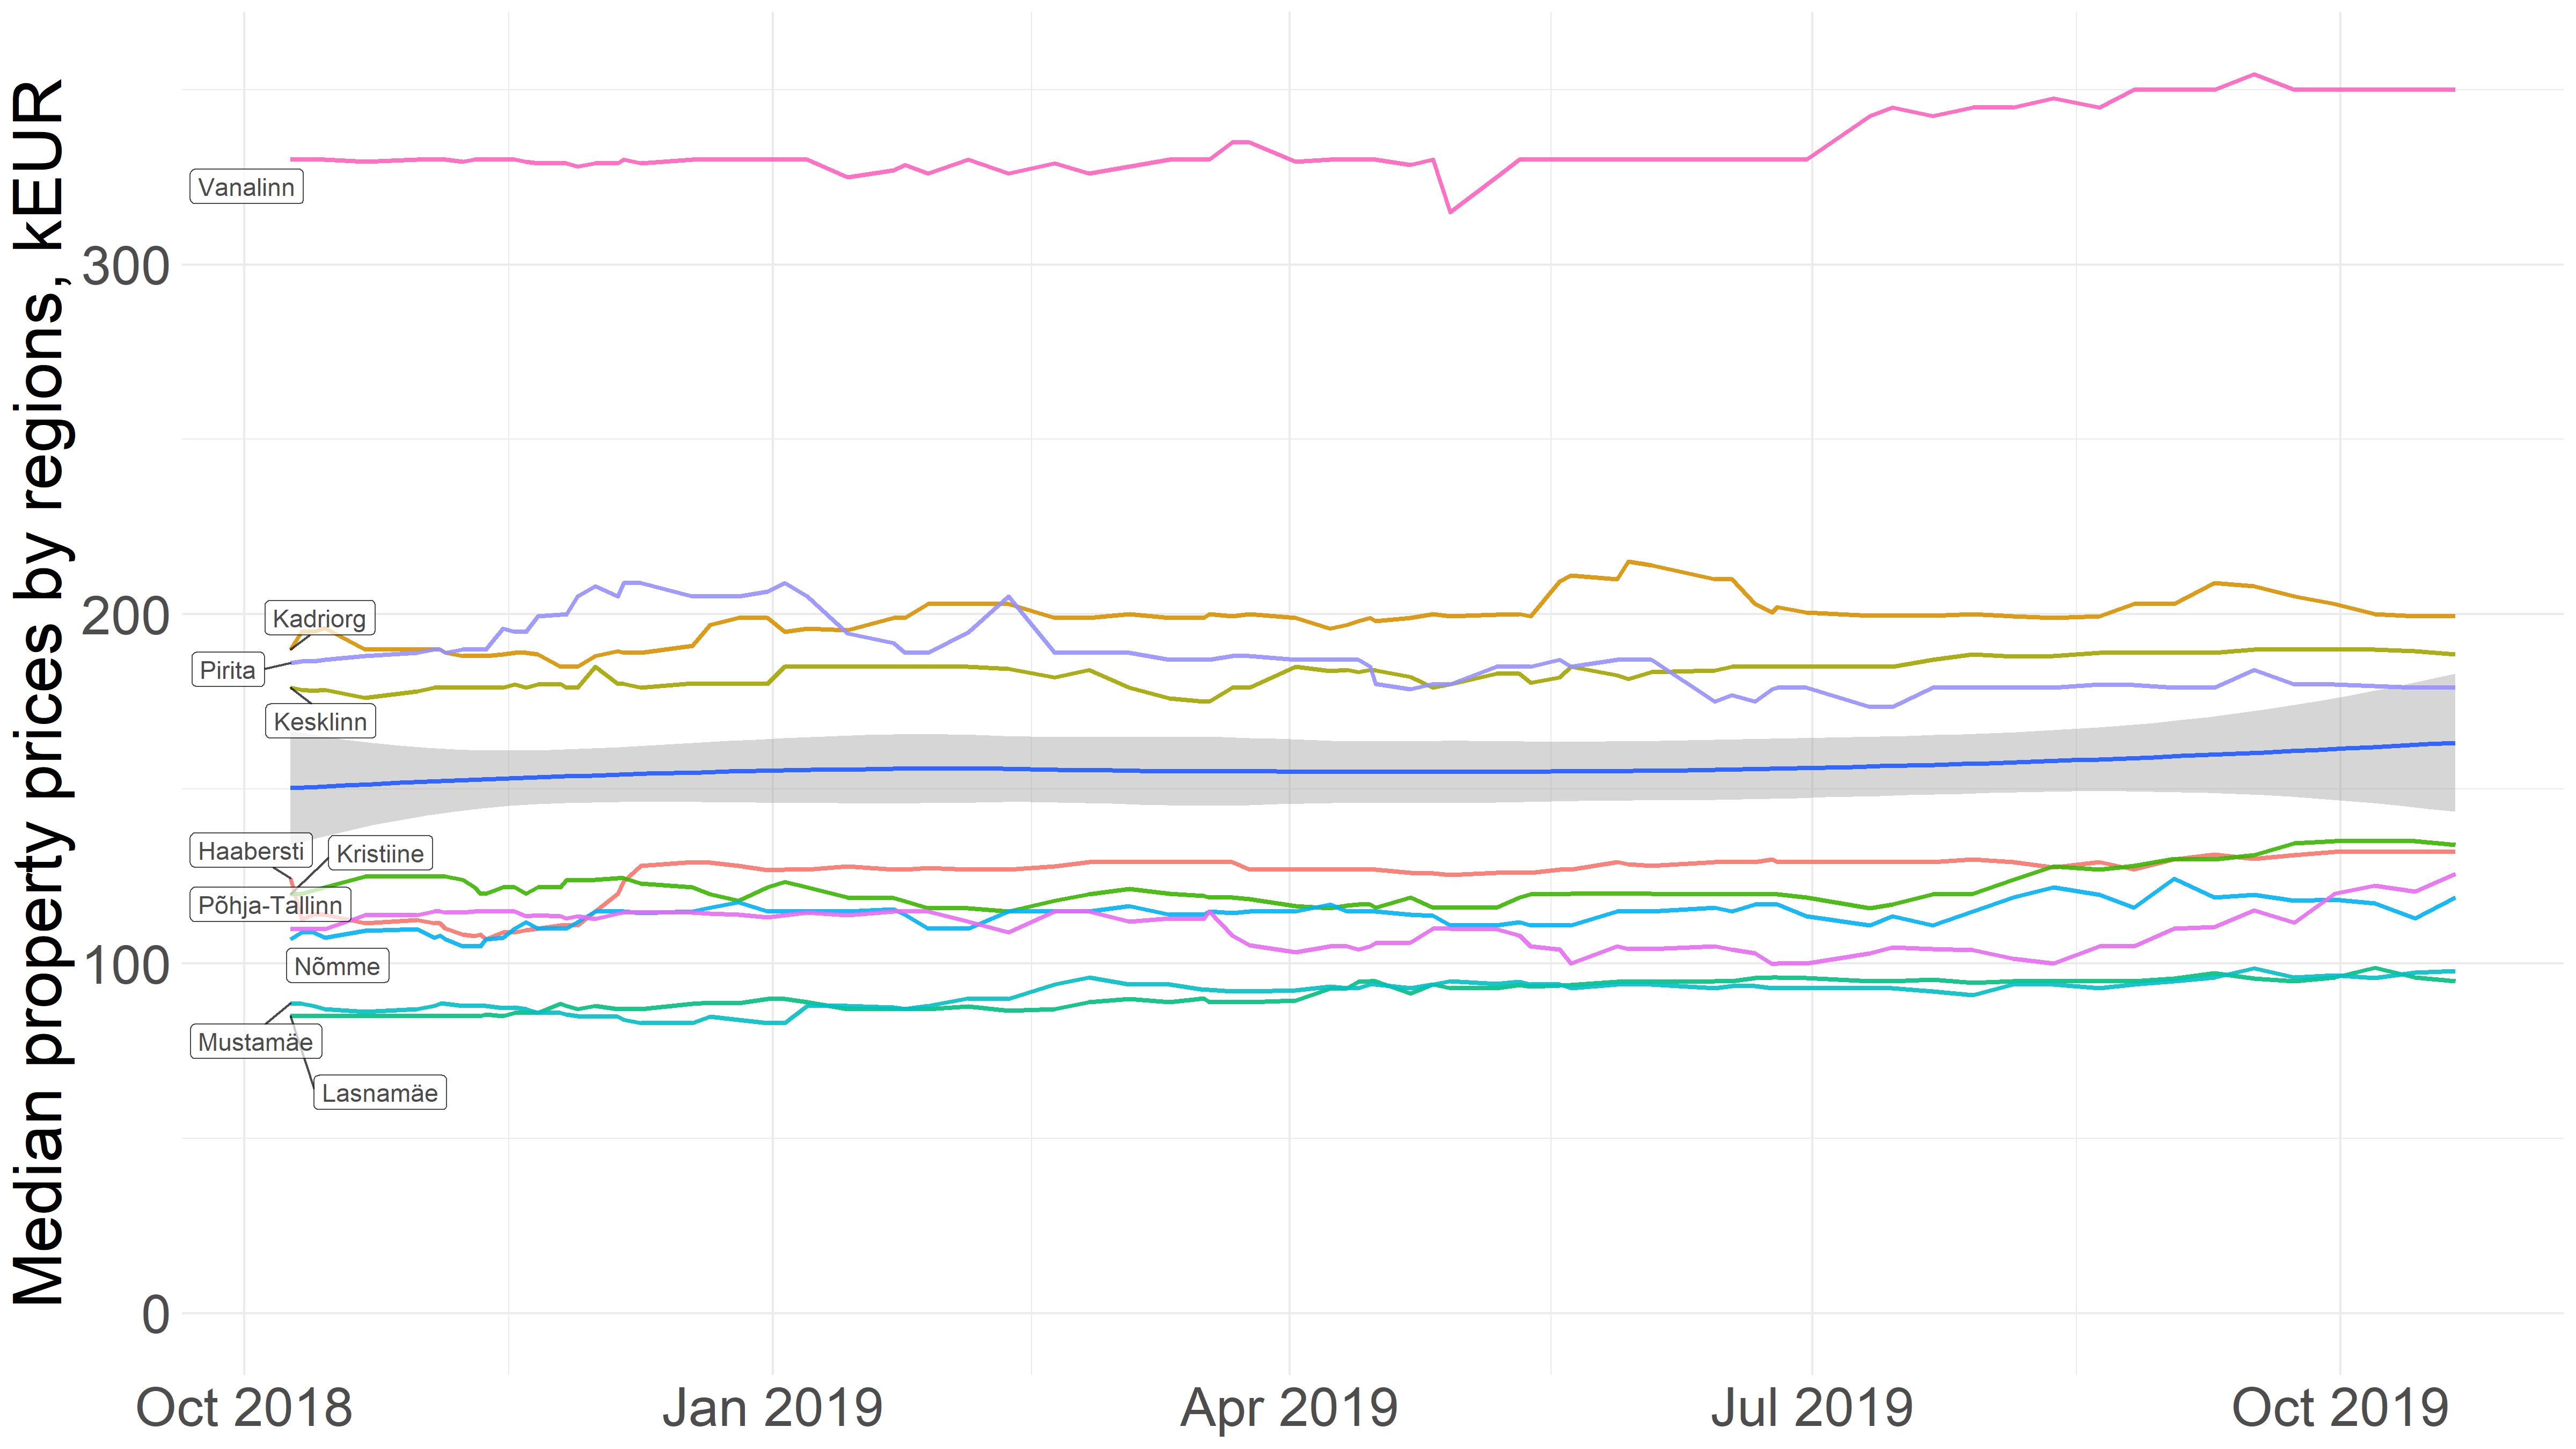 Median property prices by regions, kEUR
300
200
100
0
Vanalinn
Kadriorg
Pirita
Kesklinn
Haabersti
Kristiine
Põhja-Tallinn
Nõmme
Mustamäe
Lasnamäe
Oct 2018
Jan 2019
Apr 2019
Jul 2019
Oct 2019